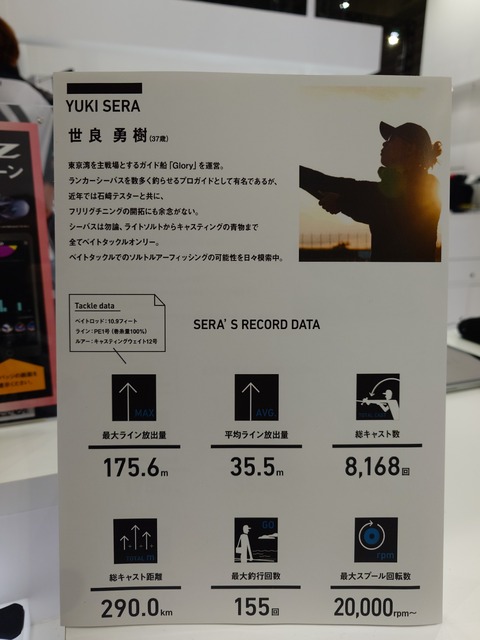 YUKI SERA
世良 勇樹(37歳)
東京湾を主戦場とするガイド船「Glory」を運営。
ランカーシーバスを数多く釣らせるプロガイドとして有名であるが、
近年では石崎テスターと共に、
フリリグチニングの開拓にも余念がない。
シーバスは勿論、ライトソルトからキャスティングの青物まで
全てベイトタックルオンリー。
ベイトタックルでのソルトルアーフィッシングの可能性を日々模索中。
Tackle data
ベイトロッド:10.9フィート
ライン:PE1号(巻糸量100%)
ルアー:キャスティングウェイト12号
SERA'S RECORD DATA
MAX
最大ライン放出量
175.6m
AVG
平均ライン放出量
35.5m
総キャスト数
8,168回
m
総キャスト距離
290.0km
GO
最大釣行回数
155回
rpm
最大スプール回転数
20,000rpm~